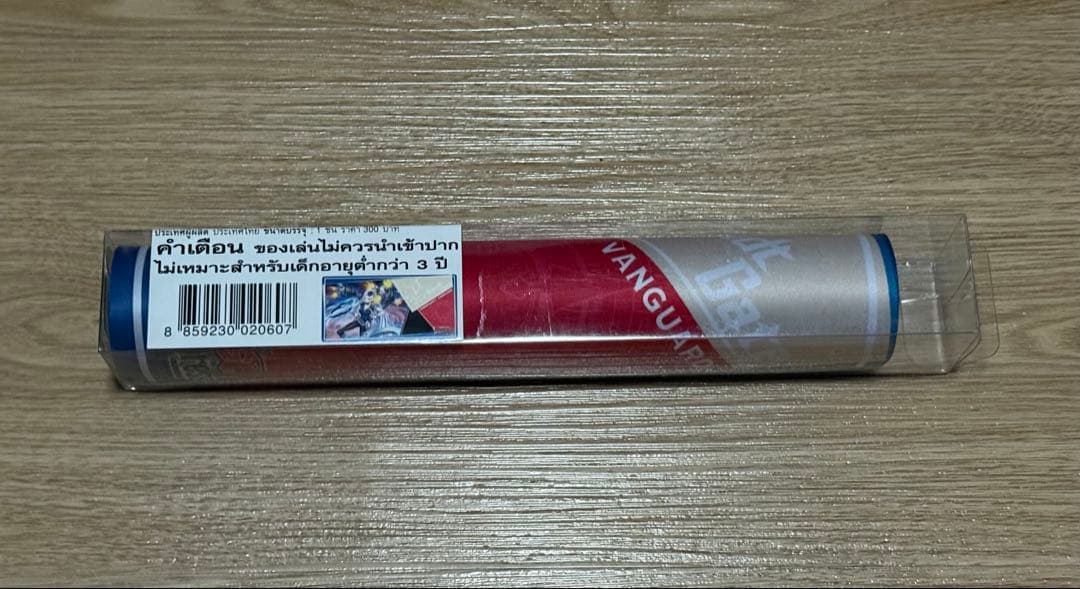 ประเทศผู้ผลิต ประเทศไทย ขนาดบรรจุ : 1 ชิ้น ราคา 300 บาท
คำเตือน ของเล่นไม่ควรนำเข้าปาก
ไม่เหมาะสำหรับเด็กอายุต่ำกว่า 3 ปี
8 859230 020607
VANGUARD